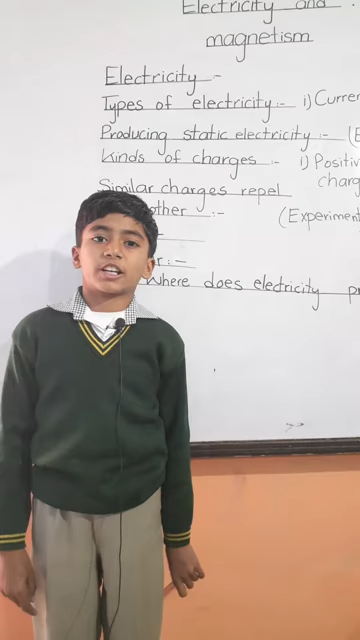 Electricity and
magnetism
Electricity :-
Types of electricity :- i) Curren
Producing static electricity :- (E
Kinds of charges :- i) Positiv
charg
Similar charges repel
other :- (Experiment
r : -
Where does electricity pr